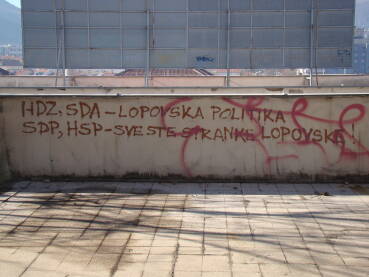 HDZ, SDA - LOPOVSKA POLITIKA
SDP, HSP - SVE STE STRANKE LOPOVSKE !